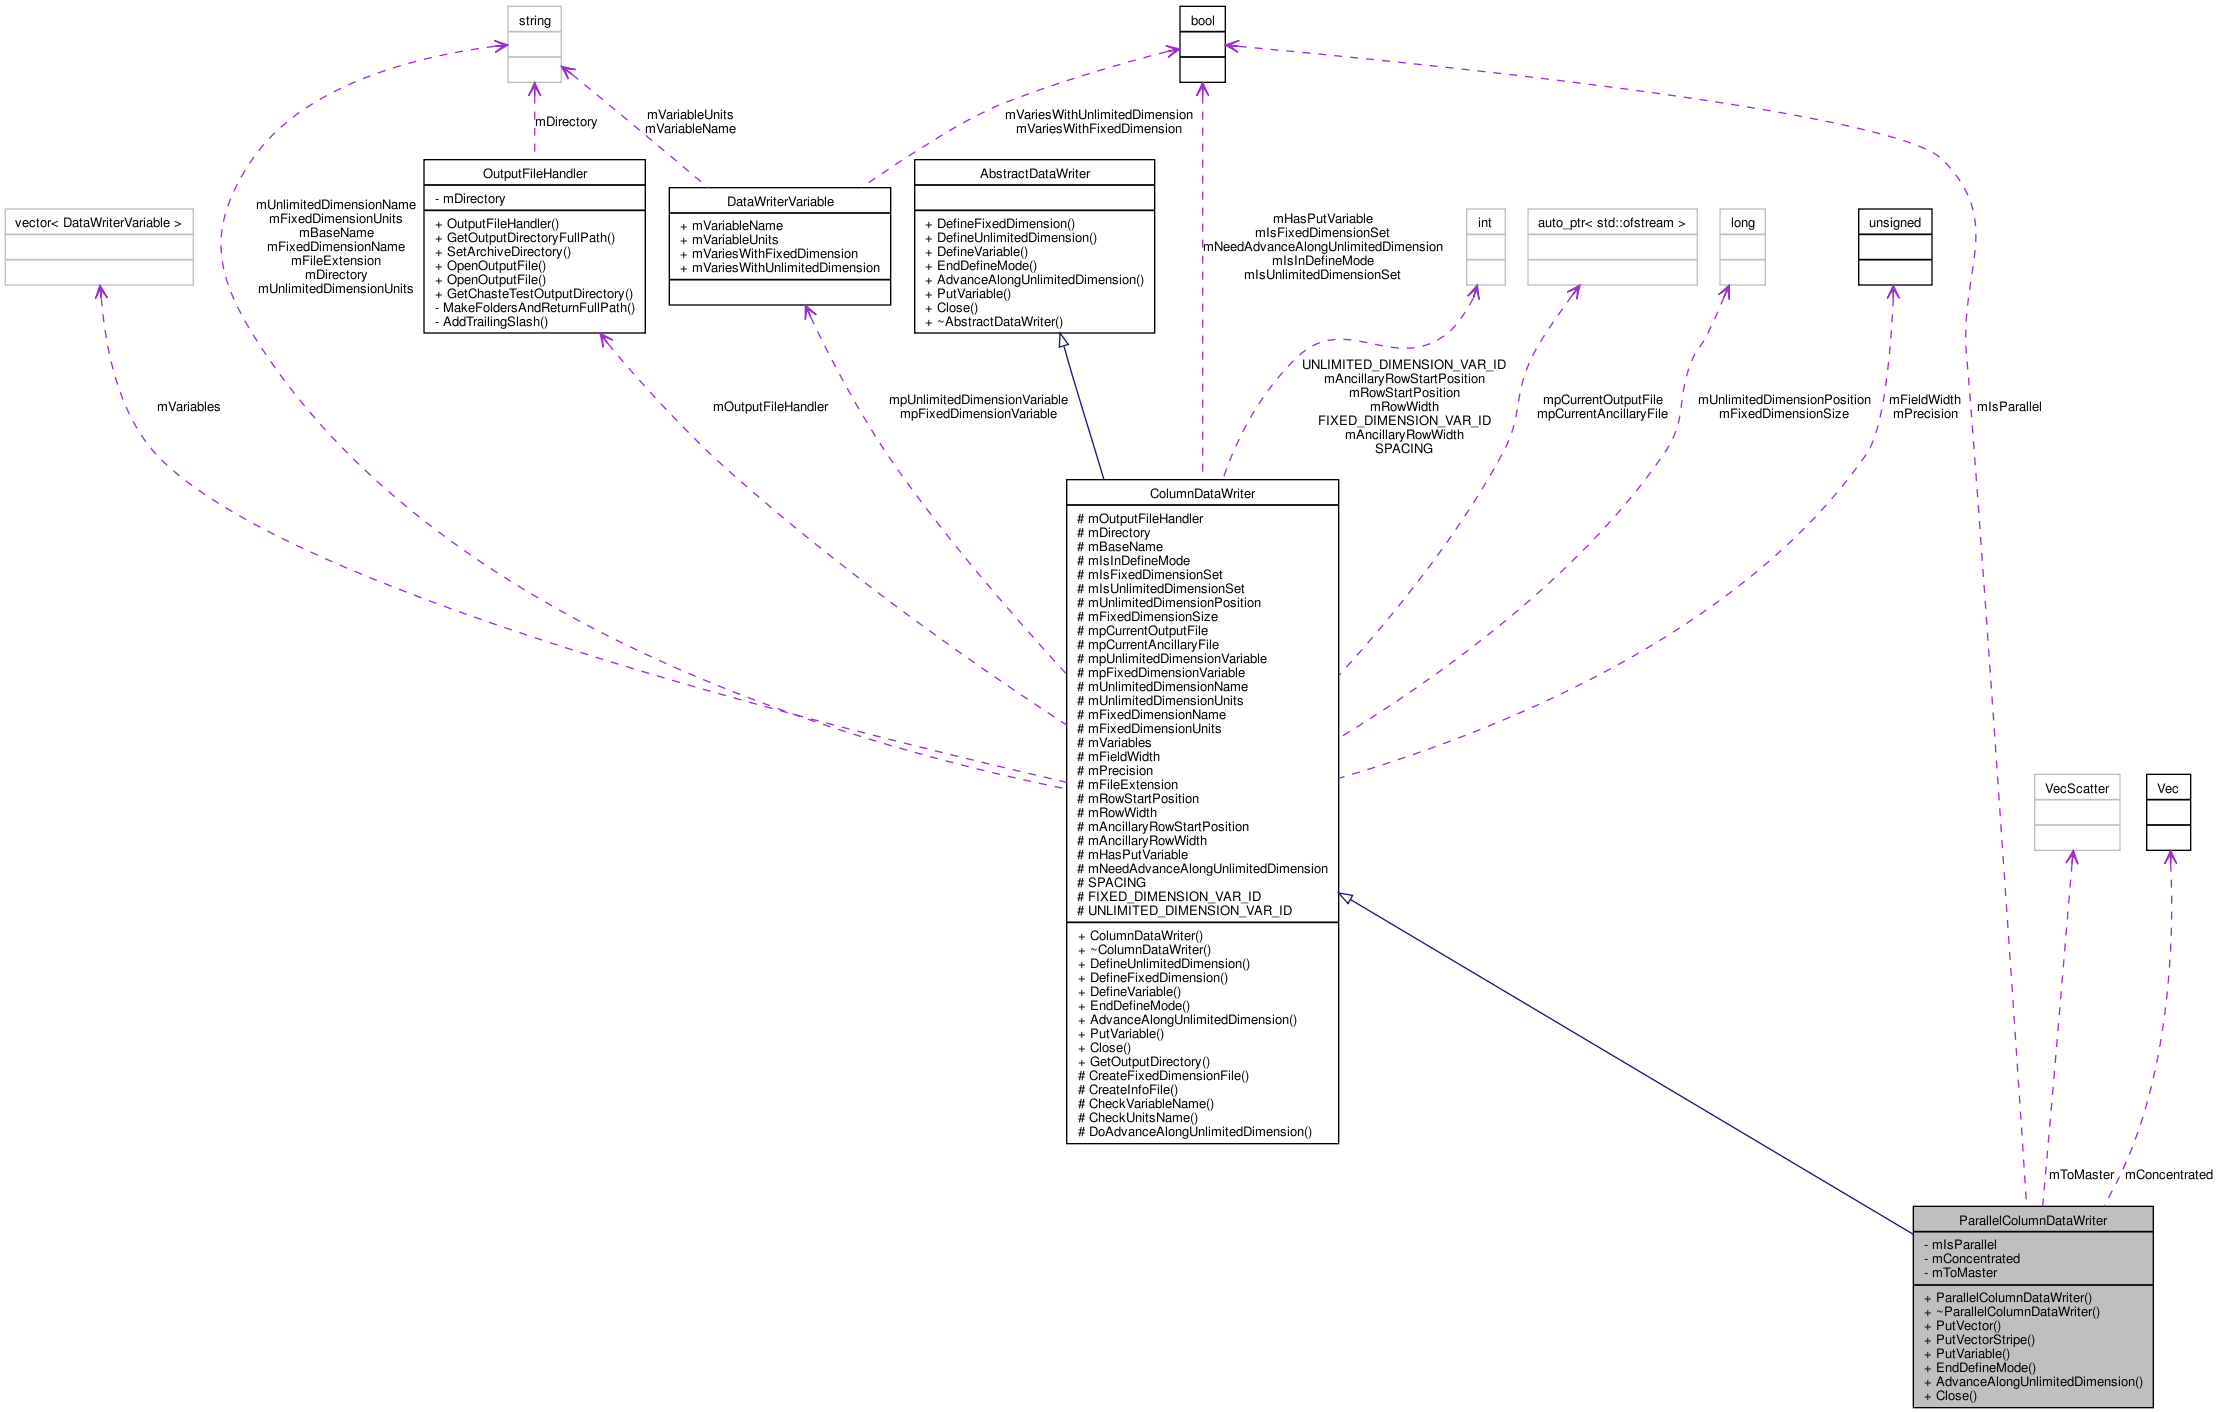 string
bool
mDirectory
mVariableUnits
mVariableName
mVariesWithUnlimitedDimension
mVariesWithFixedDimension
mUnlimitedDimensionName
mFixedDimensionUnits
mBaseName
mFixedDimensionName
mFileExtension
mDirectory
mUnlimitedDimensionUnits
vector< DataWriterVariable >
OutputFileHandler
- mDirectory
+ OutputFileHandler()
+ GetOutputDirectoryFullPath()
+ SetArchiveDirectory()
+ OpenOutputFile()
+ OpenOutputFile()
+ GetChasteTestOutputDirectory()
- MakeFoldersAndReturnFullPath()
- AddTrailingSlash()
DataWriterVariable
+ mVariableName
+ mVariableUnits
+ mVariesWithFixedDimension
+ mVariesWithUnlimitedDimension
AbstractDataWriter
+ DefineFixedDimension()
+ DefineUnlimitedDimension()
+ DefineVariable()
+ EndDefineMode()
+ AdvanceAlongUnlimitedDimension()
+ PutVariable()
+ Close()
+ ~AbstractDataWriter()
mHasPutVariable
mIsFixedDimensionSet
mNeedAdvanceAlongUnlimitedDimension
mIsInDefineMode
mIsUnlimitedDimensionSet
int
auto_ptr< std::ofstream >
long
unsigned
mVariables
mOutputFileHandler
mpUnlimitedDimensionVariable
mpFixedDimensionVariable
UNLIMITED_DIMENSION_VAR_ID
mAncillaryRowStartPosition
mRowStartPosition
mRowWidth
FIXED_DIMENSION_VAR_ID
mAncillaryRowWidth
SPACING
mpCurrentOutputFile
mpCurrentAncillaryFile
mUnlimitedDimensionPosition
mFixedDimensionSize
mFieldWidth
mPrecision
mIsParallel
ColumnDataWriter
# mOutputFileHandler
# mDirectory
# mBaseName
# mIsInDefineMode
# mIsFixedDimensionSet
# mIsUnlimitedDimensionSet
# mUnlimitedDimensionPosition
# mFixedDimensionSize
# mpCurrentOutputFile
# mpCurrentAncillaryFile
# mpUnlimitedDimensionVariable
# mpFixedDimensionVariable
# mUnlimitedDimensionName
# mUnlimitedDimensionUnits
# mFixedDimensionName
# mFixedDimensionUnits
# mVariables
# mFieldWidth
# mPrecision
# mFileExtension
# mRowStartPosition
# mRowWidth
# mAncillaryRowStartPosition
# mAncillaryRowWidth
# mHasPutVariable
# mNeedAdvanceAlongUnlimitedDimension
# SPACING
# FIXED_DIMENSION_VAR_ID
# UNLIMITED_DIMENSION_VAR_ID
+ ColumnDataWriter()
+ ~ColumnDataWriter()
+ DefineUnlimitedDimension()
+ DefineFixedDimension()
+ DefineVariable()
+ EndDefineMode()
+ AdvanceAlongUnlimitedDimension()
+ PutVariable()
+ Close()
+ GetOutputDirectory()
# CreateFixedDimensionFile()
# CreateInfoFile()
# CheckVariableName()
# CheckUnitsName()
# DoAdvanceAlongUnlimitedDimension()
VecScatter
Vec
mToMaster
mConcentrated
ParallelColumnDataWriter
- mIsParallel
- mConcentrated
- mToMaster
+ ParallelColumnDataWriter()
+ ~ParallelColumnDataWriter()
+ PutVector()
+ PutVectorStripe()
+ PutVariable()
+ EndDefineMode()
+ AdvanceAlongUnlimitedDimension()
+ Close()